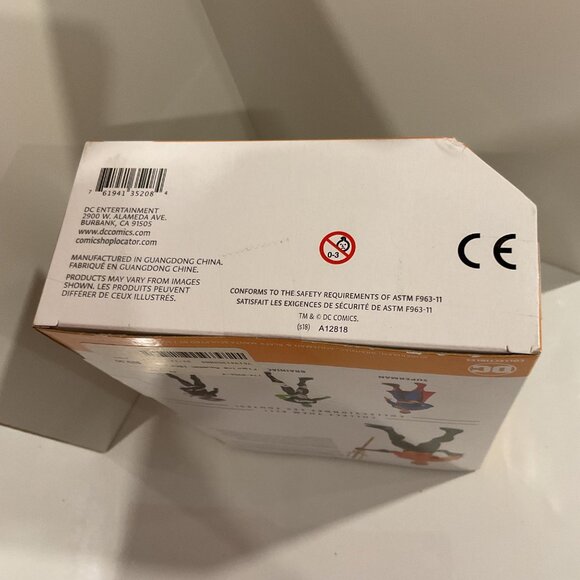 7 61941 35208 4
DC ENTERTAINMENT
2900 W. ALAMEDA AVE.
BURBANK, CA 91505
www.dccomics.com
comicshoplocator.com
MANUFACTURED IN GUANGDONG CHINA.
FABRIQUÉ EN GUANGDONG CHINE.
PRODUCTS MAY VARY FROM IMAGES
SHOWN. LES PRODUITS PEUVENT
DIFFÉRER DE CEUX ILLUSTRÉS.
0-3
CE
CONFORMS TO THE SAFETY REQUIREMENTS OF ASTM F963-11
SATISFAIT LES EXIGENCES DE SÉCURITÉ DE ASTM F963-11
TM & © DC COMICS.
(s18) A12818
DC
COLLECTIBLES
SUPERMAN
BRAINIAC